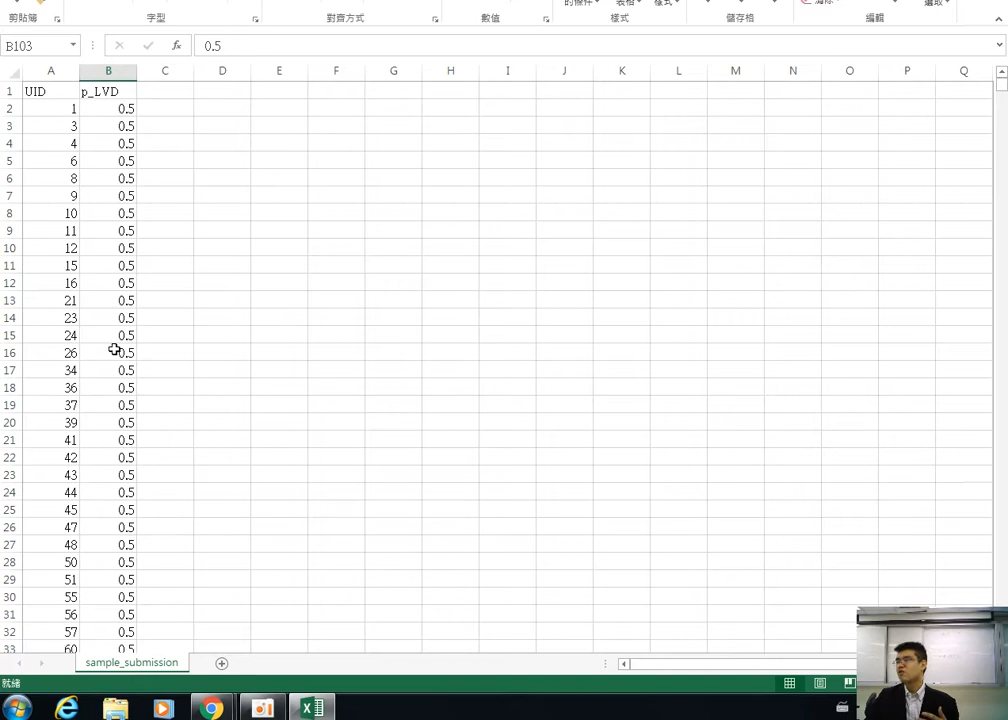 剪貼簿 字型 對齊方式 數值 樣式 儲存格 編輯
B103 fx 0.5
A B C D E F G H I J K L M N O P Q
1 UID p_LVD
2 1 0.5
3 3 0.5
4 4 0.5
5 6 0.5
6 8 0.5
7 9 0.5
8 10 0.5
9 11 0.5
10 12 0.5
11 15 0.5
12 16 0.5
13 21 0.5
14 23 0.5
15 24 0.5
16 26 0.5
17 34 0.5
18 36 0.5
19 37 0.5
20 39 0.5
21 41 0.5
22 42 0.5
23 43 0.5
24 44 0.5
25 45 0.5
26 47 0.5
27 48 0.5
28 50 0.5
29 51 0.5
30 55 0.5
31 56 0.5
32 57 0.5
33 60 0.5
sample_submission
就緒